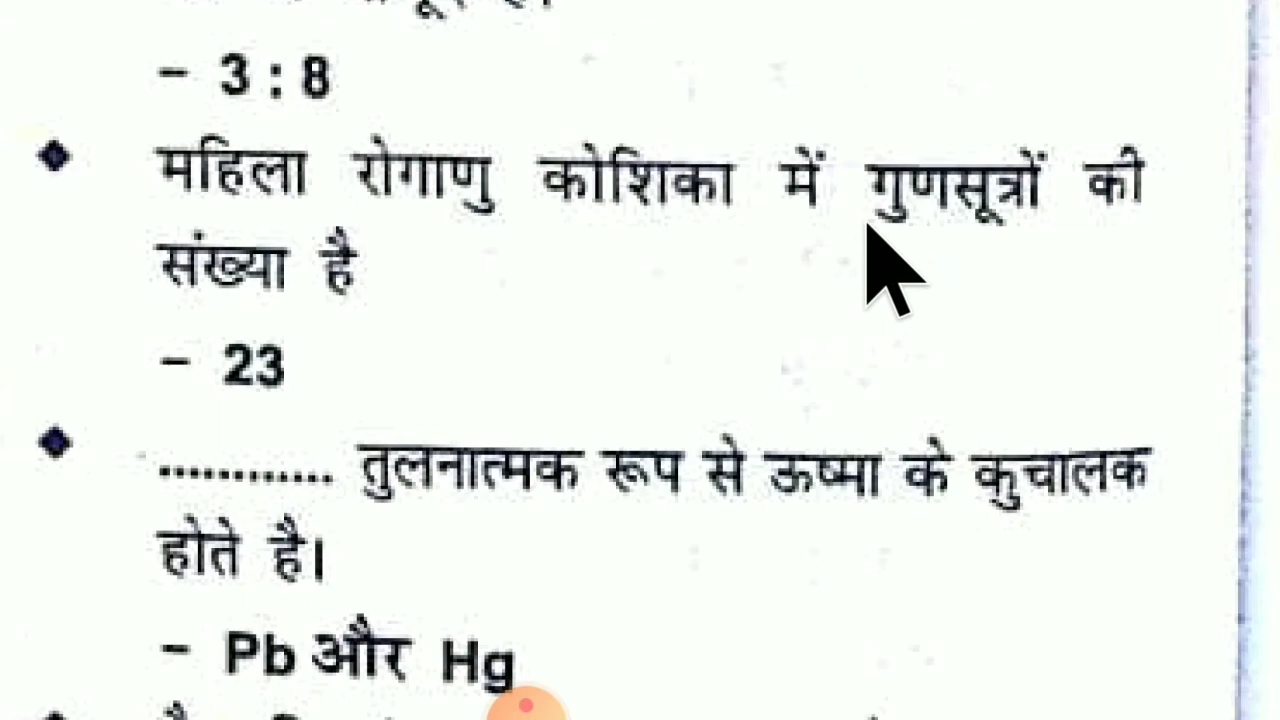 – 3 : 8
महिला रोगाणु कोशिका में गुणसूत्रों की
संख्या है
– 23
............ तुलनात्मक रूप से ऊष्मा के कुचालक
होते है।
– Pb और Hg